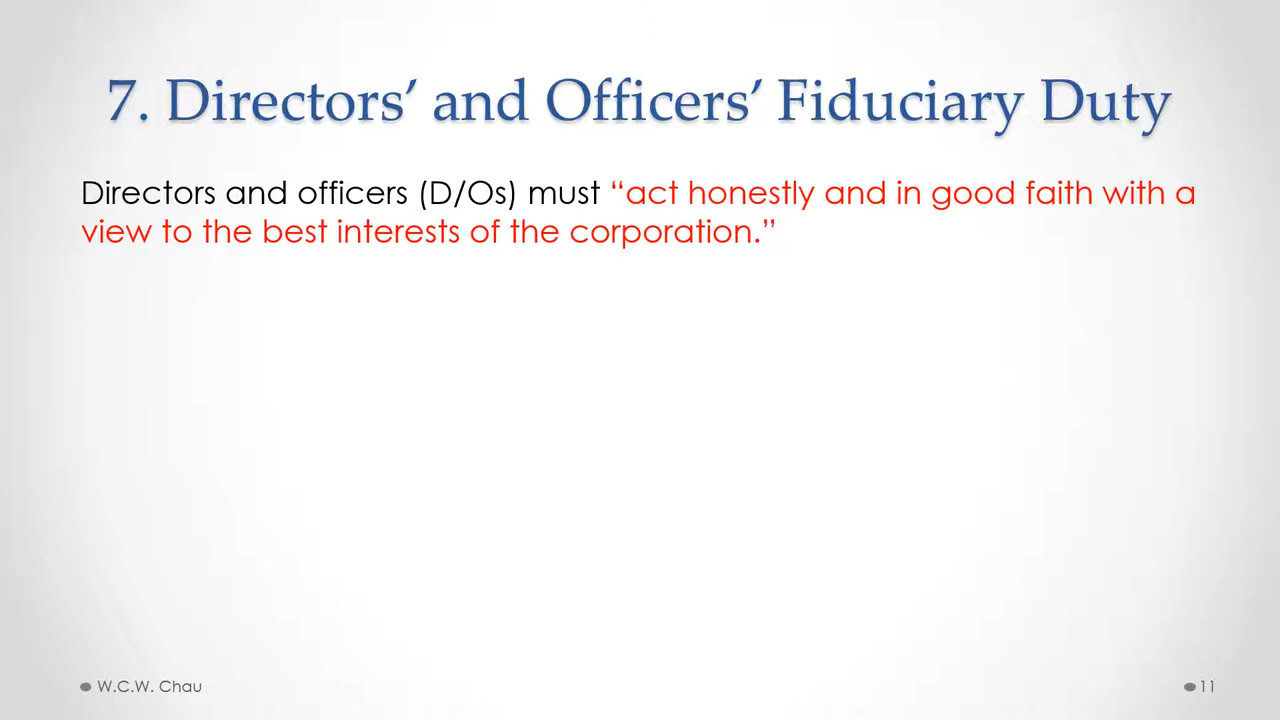 7. Directors’ and Officers’ Fiduciary Duty
Directors and officers (D/Os) must “act honestly and in good faith with a
view to the best interests of the corporation.”
W.C.W. Chau
11